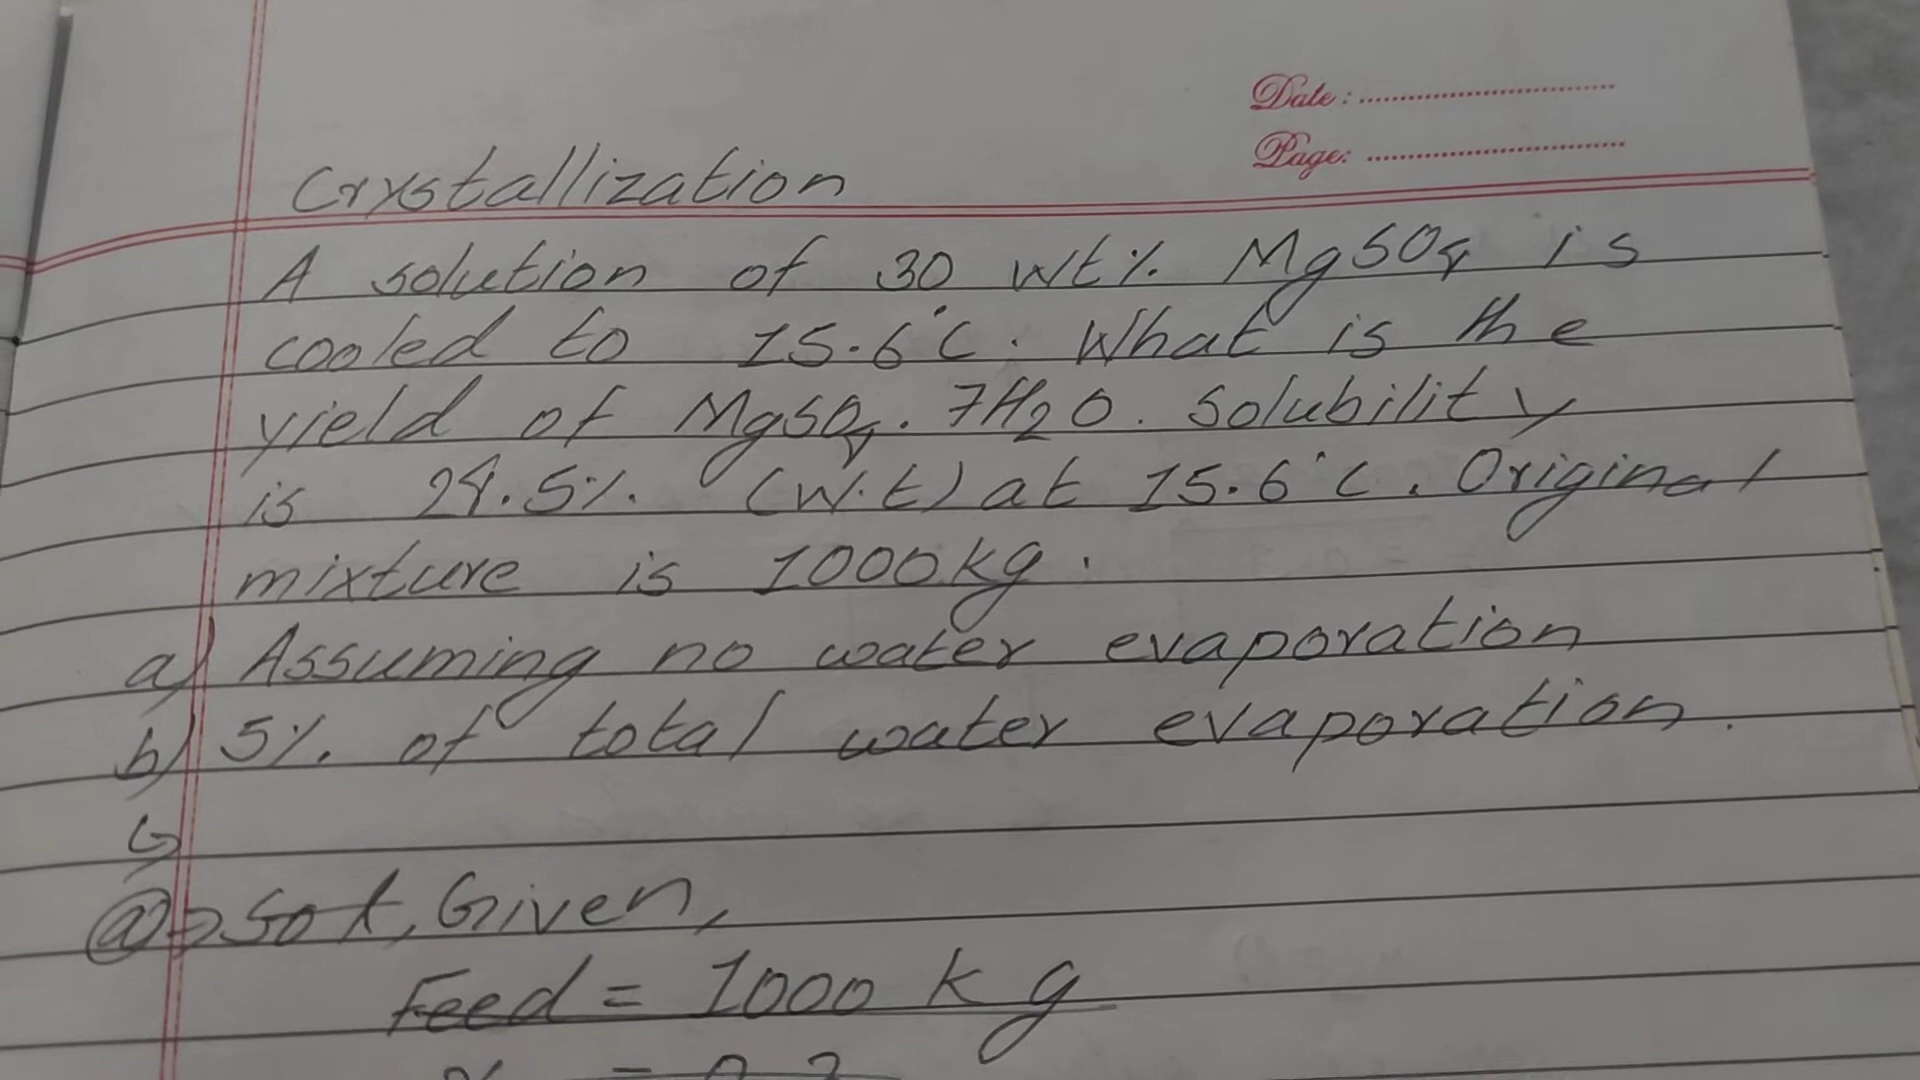 Date:
Page:
Crystallization
A solution of 30 wt% MgSO4 is
cooled to 15.6°C. What is the
yield of MgSO4. 7H2O. Solubility
is 24.5% (w.t) at 15.6°C. Original
mixture is 1000kg.
a) Assuming no water evaporation
b) 5% of total water evaporation.
@ Sol, Given,
Feed = 1000 kg